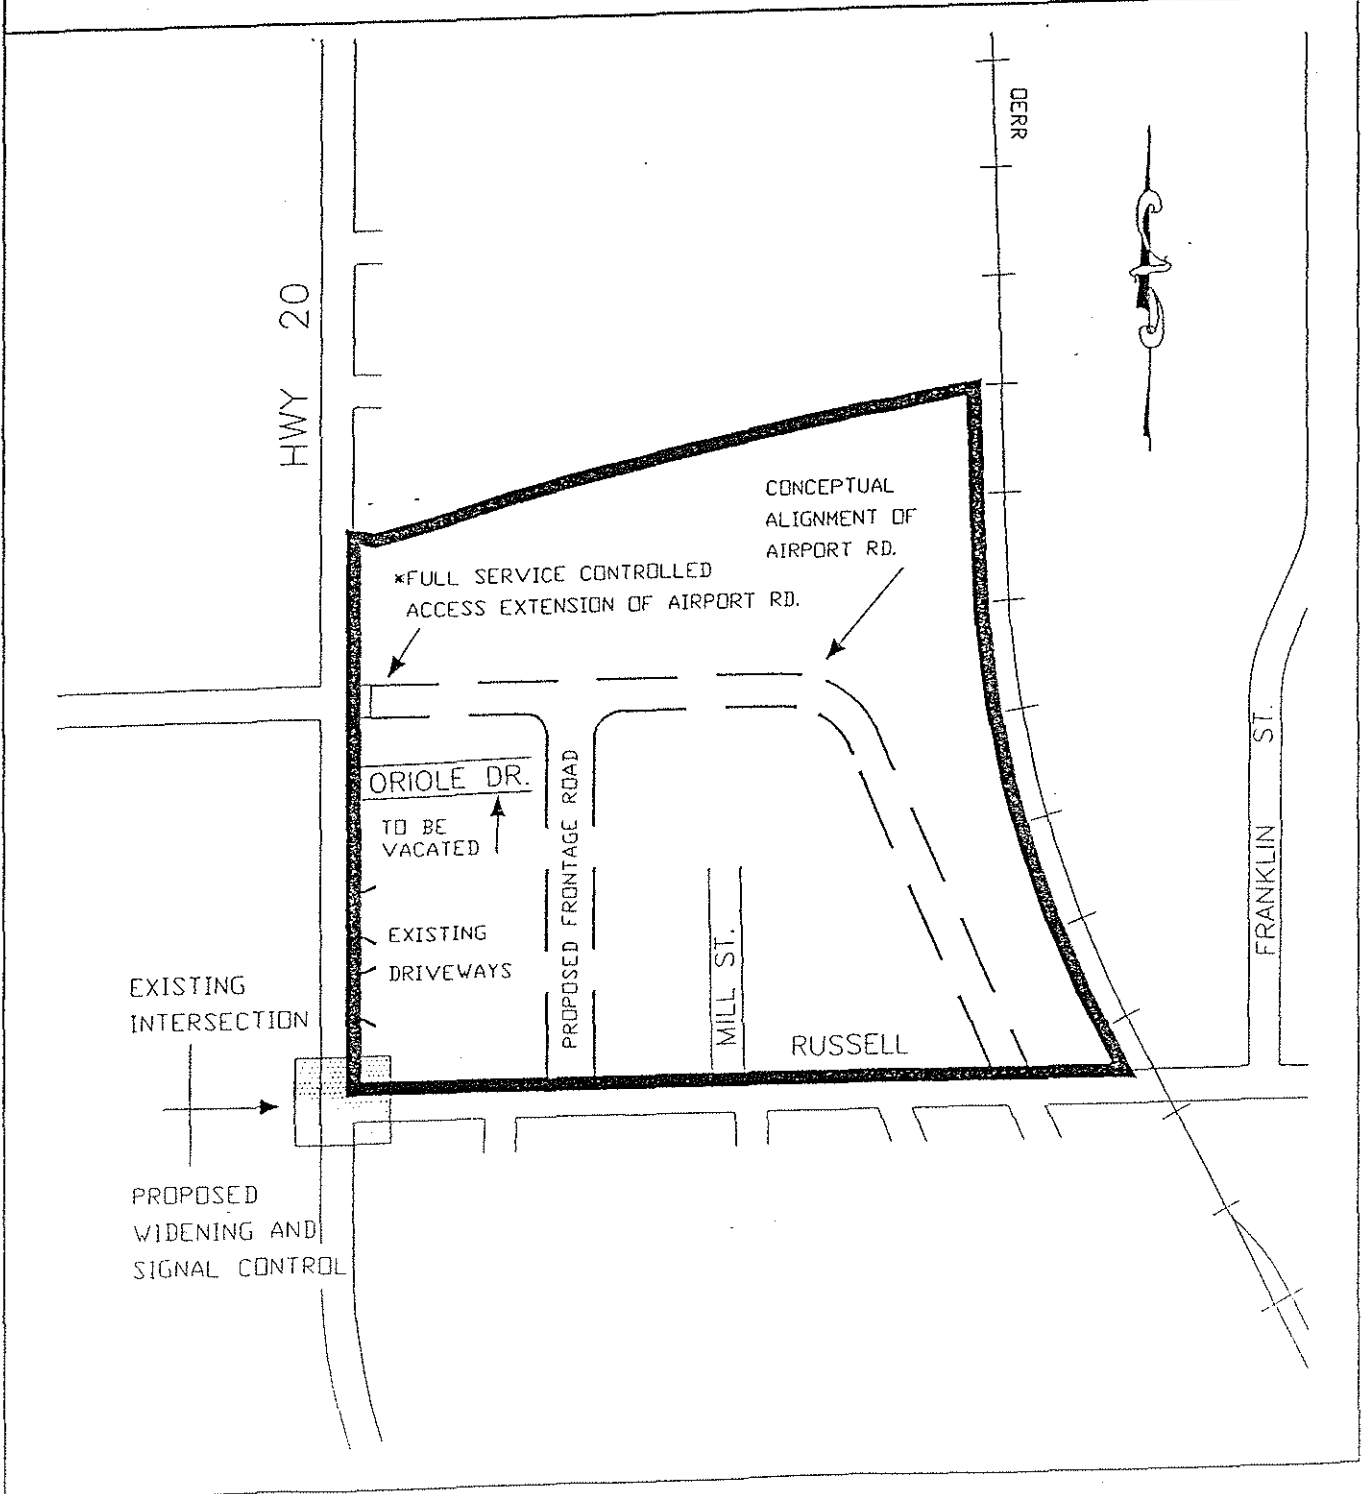 OERR
HWY 20
CONCEPTUAL
ALIGNMENT OF
AIRPORT RD.
*FULL SERVICE CONTROLLED
ACCESS EXTENSION OF AIRPORT RD.
ORIOLE DR.
TO BE
VACATED
PROPOSED FRONTAGE ROAD
FRANKLIN ST.
EXISTING
DRIVEWAYS
MILL ST.
EXISTING
INTERSECTION
RUSSELL
PROPOSED
WIDENING AND
SIGNAL CONTROL